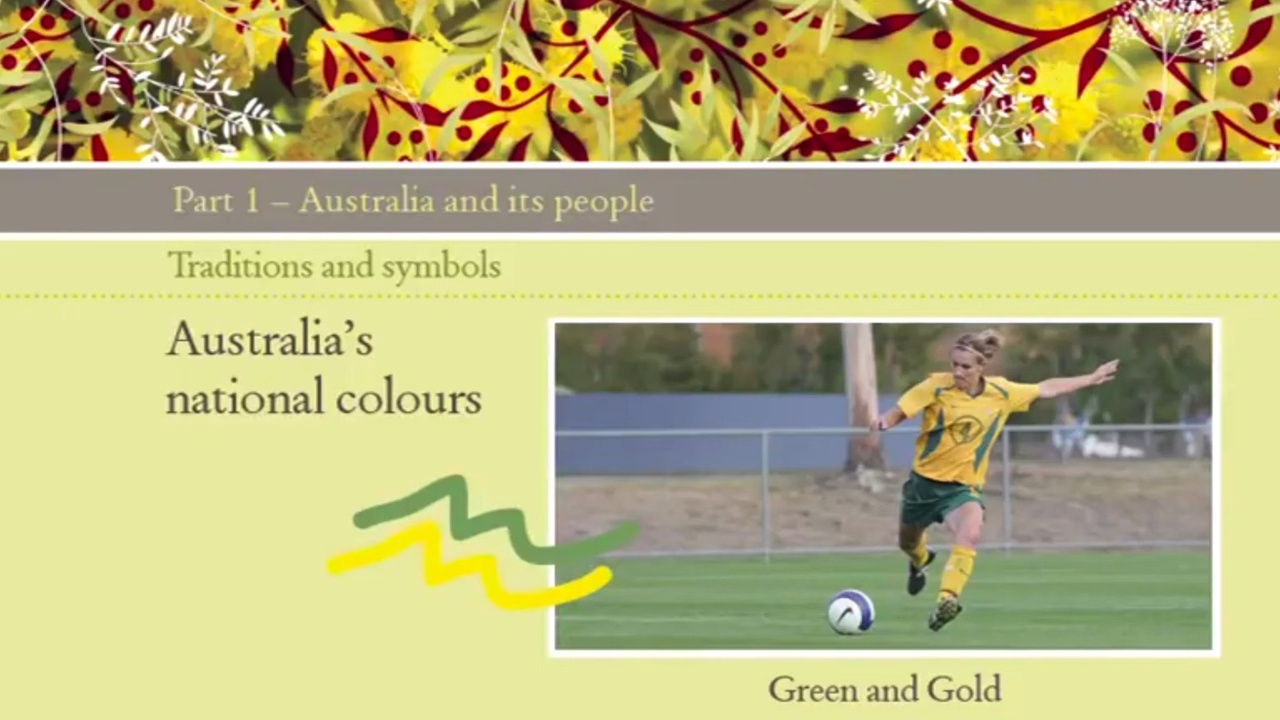 Part 1 – Australia and its people
Traditions and symbols
Australia’s
national colours
Green and Gold